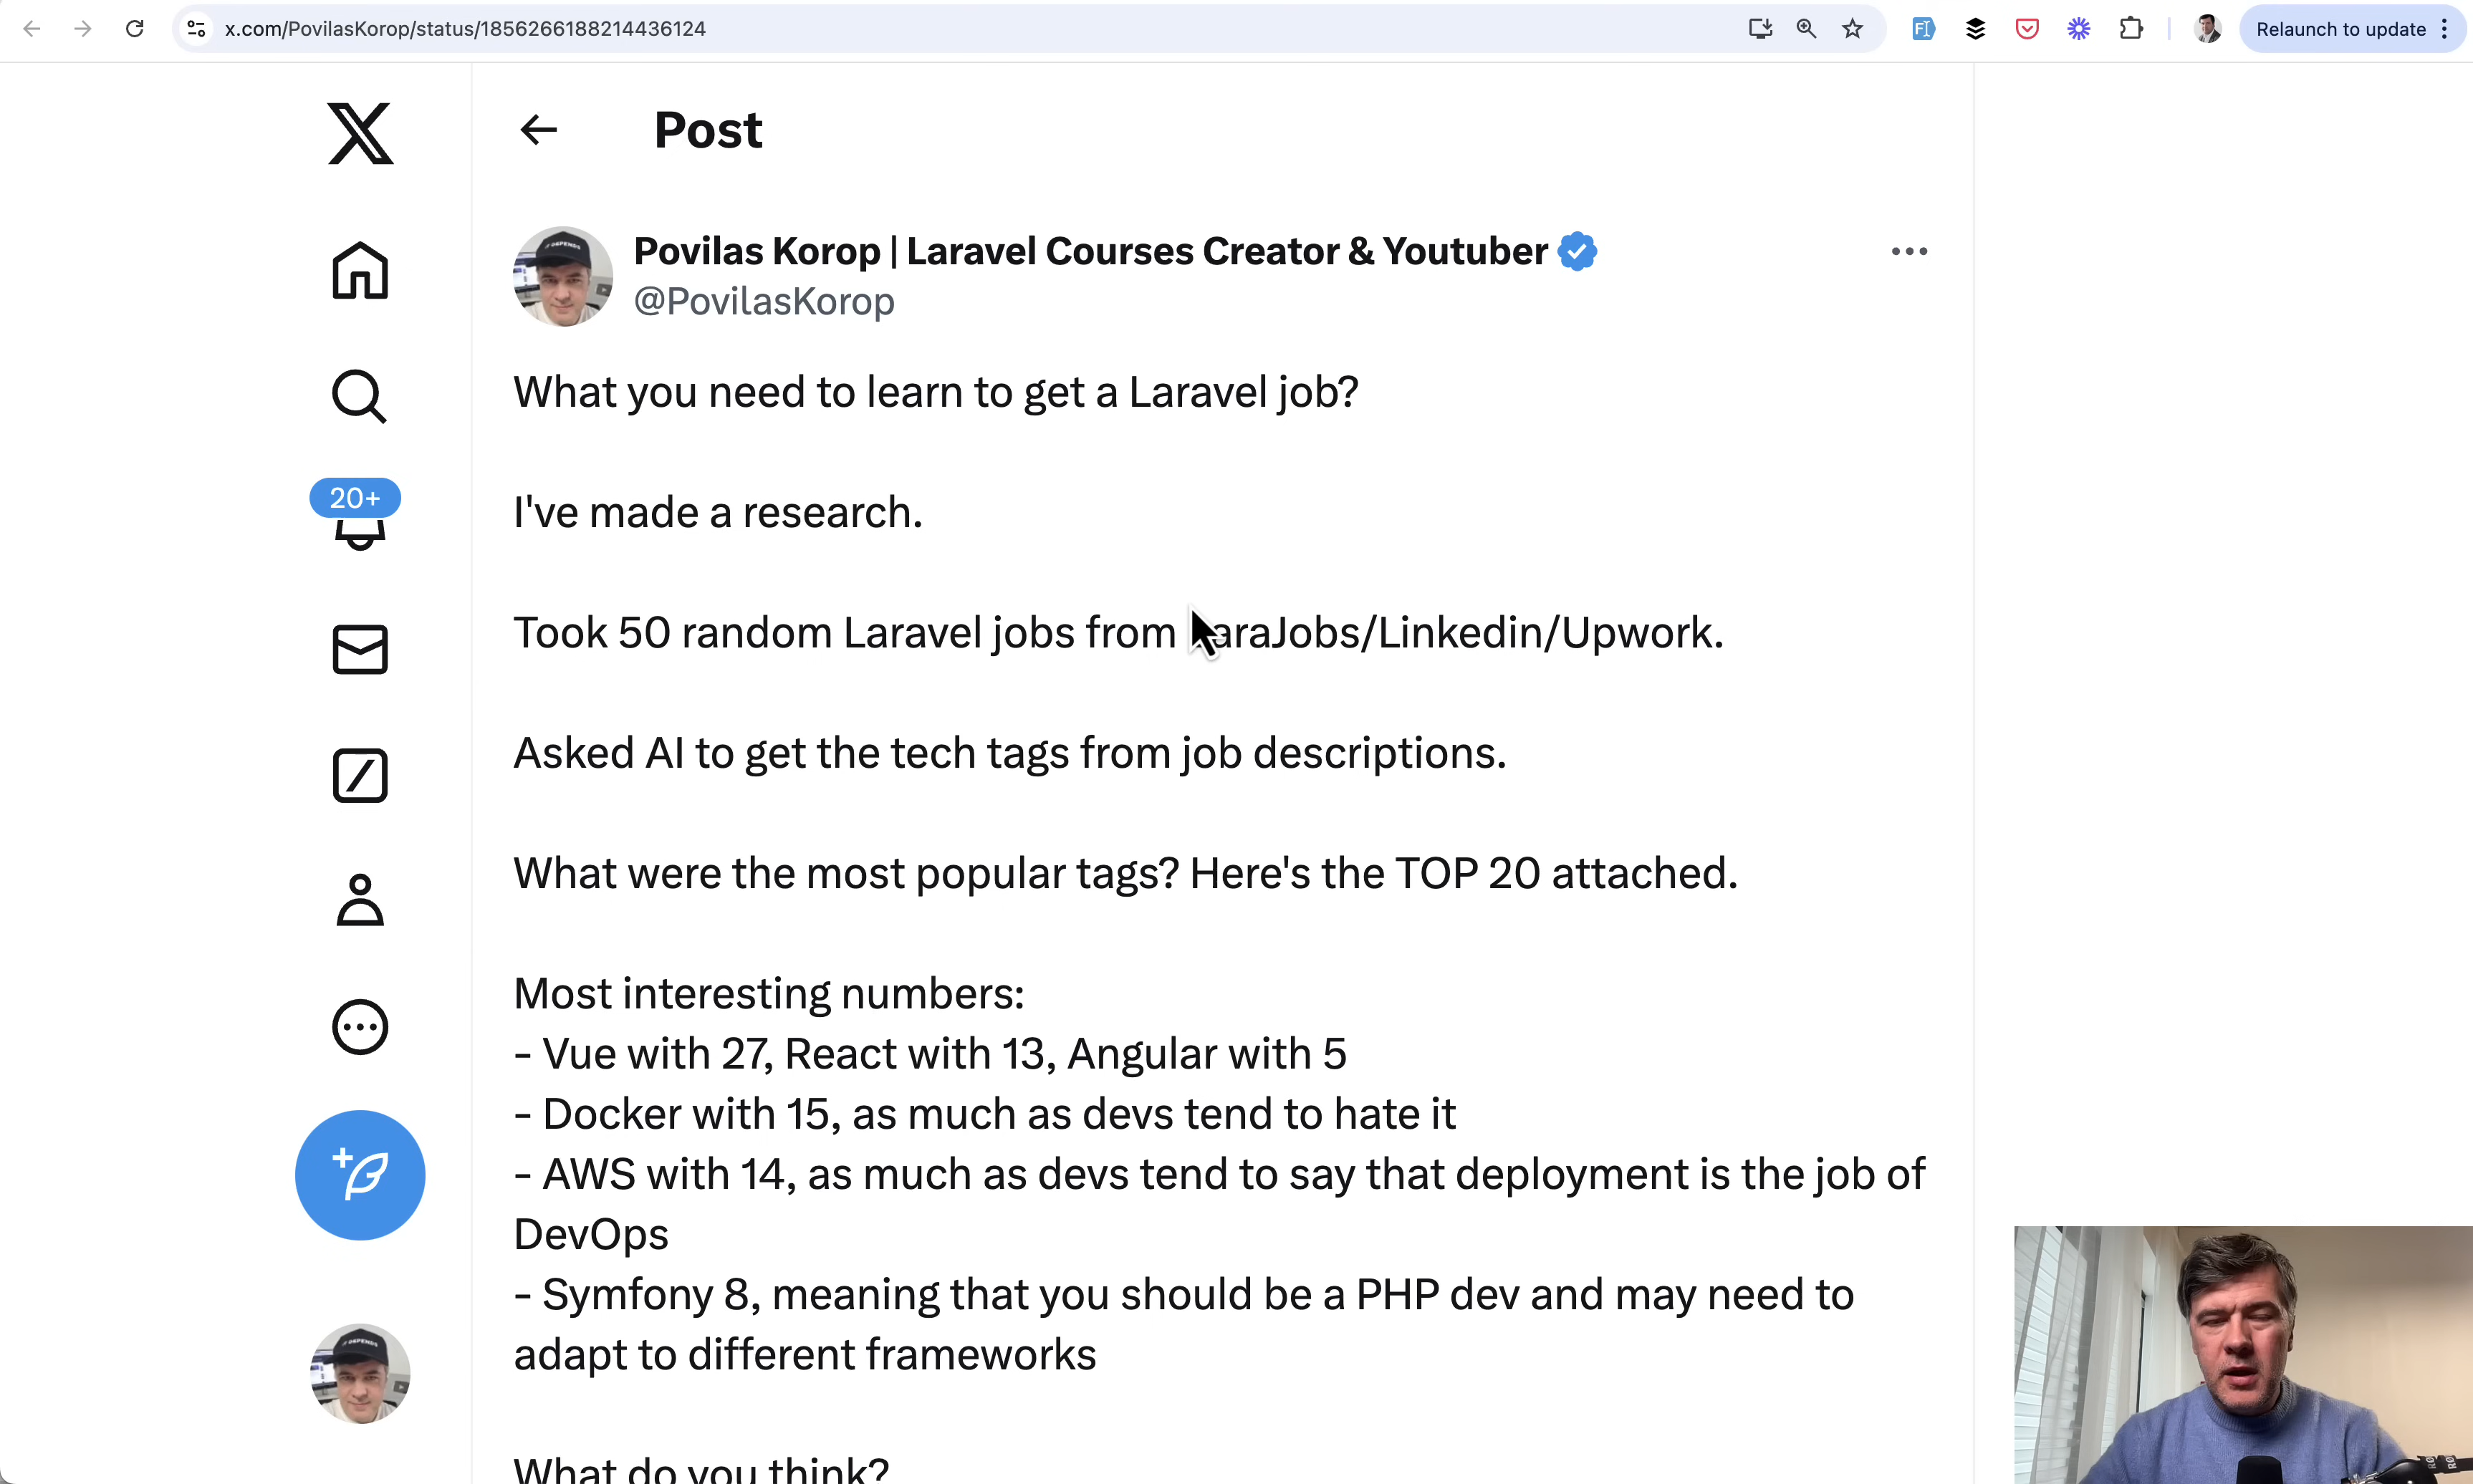 x.com/PovilasKorop/status/1856266188214436124
Relaunch to update
Post
Povilas Korop | Laravel Courses Creator & Youtuber
@PovilasKorop
20+
What you need to learn to get a Laravel job?
I've made a research.
Took 50 random Laravel jobs from LaraJobs/Linkedin/Upwork.
Asked AI to get the tech tags from job descriptions.
What were the most popular tags? Here's the TOP 20 attached.
Most interesting numbers:
- Vue with 27, React with 13, Angular with 5
- Docker with 15, as much as devs tend to hate it
- AWS with 14, as much as devs tend to say that deployment is the job of
DevOps
- Symfony 8, meaning that you should be a PHP dev and may need to
adapt to different frameworks
What do you think?